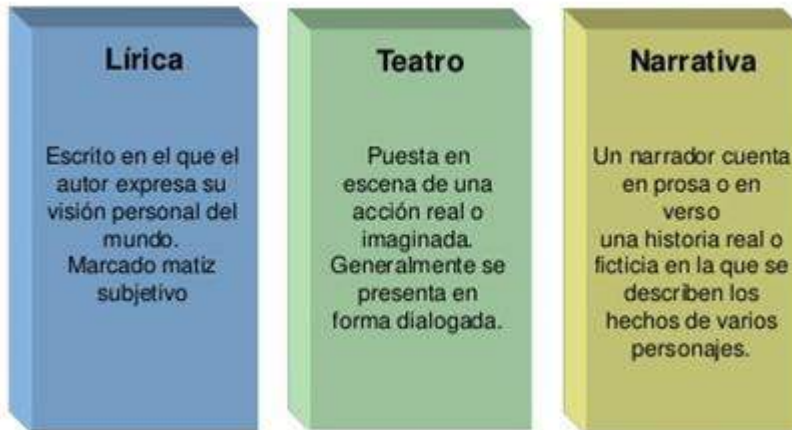 Lírica
Escrito en el que el
autor expresa su
visión personal del
mundo.
Marcado matiz
subjetivo
Teatro
Puesta en
escena de una
acción real o
imaginada.
Generalmente se
presenta en
forma dialogada.
Narrativa
Un narrador cuenta
en prosa o en
verso
una historia real o
ficticia en la que se
describen los
hechos de varios
personajes.